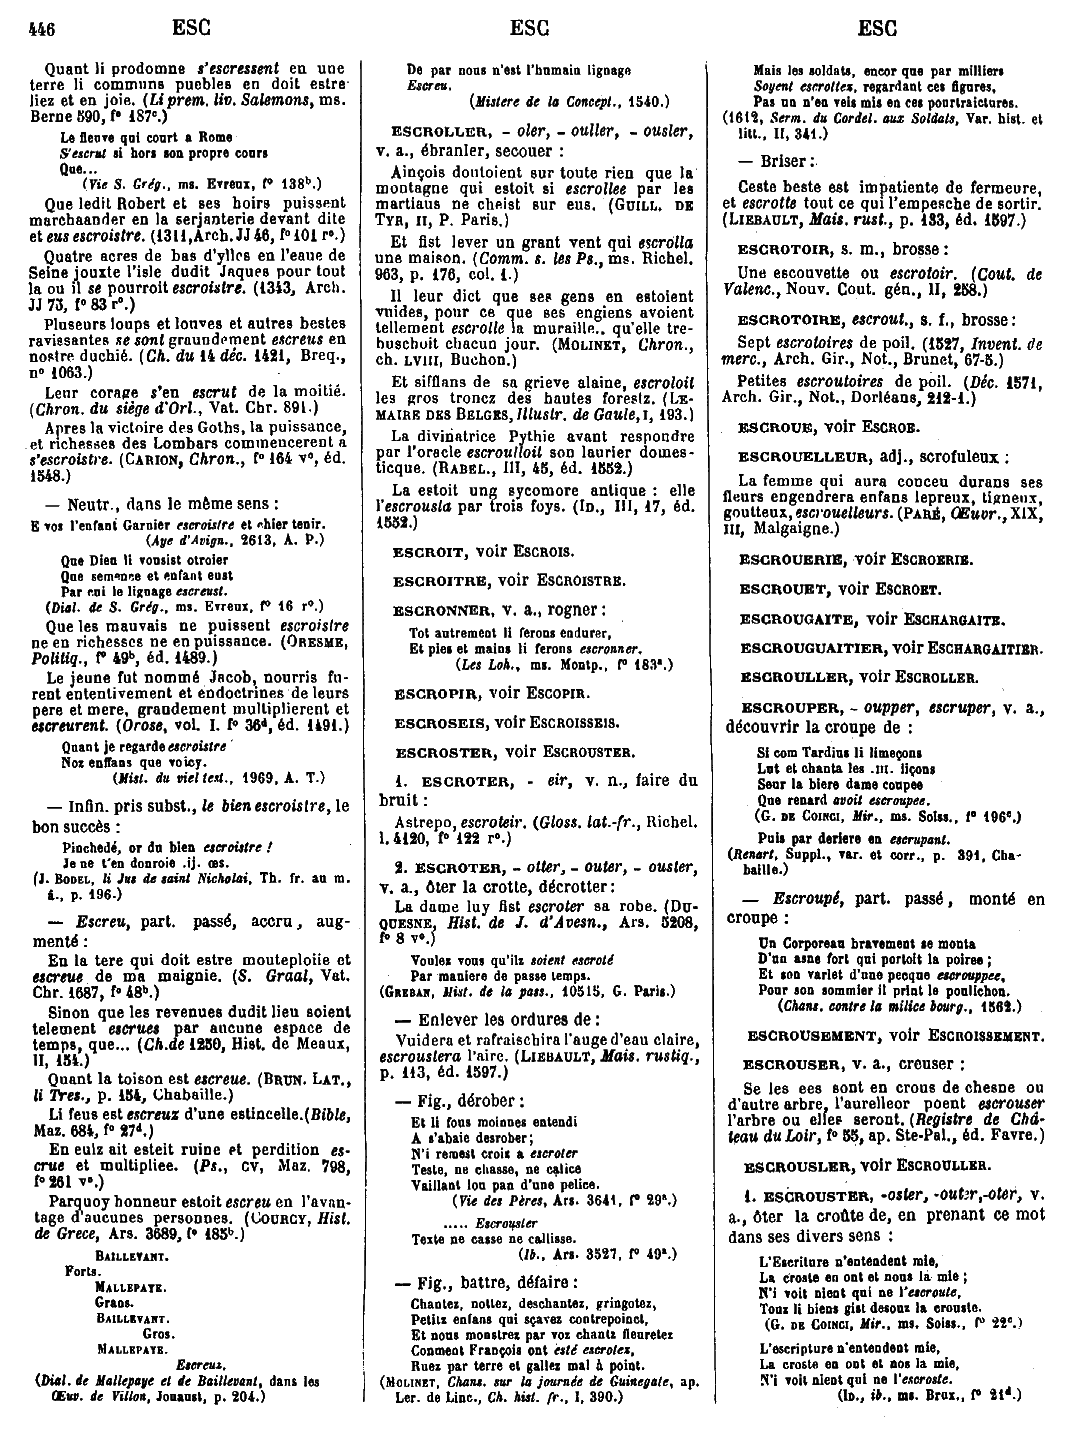 446
ESC
ESC
ESC
Quant li prodomne s'escressent en une
terre li communs puebles en doit estre
liez et en joie. (Li prem. liv. Salemons, ms.
Berne 590, f° 187ᶜ.)
Le fleuve qui court a Rome
S'escrut si hors son propre cours
Que...
(Vie S. Grég., ms. Evreux, f° 138ᵇ.)
Que ledit Robert et ses hoirs puissent
marchaander en la serjanterie devant dite
et eus escroistre. (1311, Arch. JJ 46, f° 101 r°.)
Quatre acres de bas d'ylles en l'eaue de
Seine jouxte l'isle dudit Jaques pour tout
la ou il se pourroit escroistre. (1343, Arch.
JJ 75, f° 83 r°.)
Pluseurs loups et louves et autres bestes
ravissantes se sont graundement escreus en
nostre duchié. (Ch. du 14 déc. 1421, Breq.,
n° 1063.)
Leur corage s'en escrut de la moitié.
(Chron. du siège d'Orl., Vat. Chr. 891.)
Apres la victoire des Goths, la puissance,
et richesses des Lombars commencerent a
s'escroistre. (CARION, Chron., f° 164 v°, éd.
1548.)
— Neutr., dans le même sens :
E vos l'enfant Garnier escroistre et chier tenir.
(Aye d'Avign., 2613, A. P.)
Que Dieu li vousist otroier
Que semence et enfant eust
Par cui le lignage escreust.
(Dial. de S. Grég., ms. Evreux, f° 16 r°.)
Que les mauvais ne puissent escroistre
ne en richesses ne en puissance. (ORESME,
Politiq., f° 49ᵇ, éd. 1489.)
Le jeune fut nommé Jacob, nourris fu-
rent ententivement et endoctrines de leurs
pere et mere, grandement multiplierent et
escreurent. (Orose, vol. I. f° 36ᵈ, éd. 1491.)
Quant je regarde escroistre
Noz enffans que voicy.
(Mist. du viel test., 1969, A. T.)
— Infin. pris subst., le bien escroistre, le
bon succès :
Pinchedé, or du bien escroistre !
Je ne t'en donroie .ij. œs.
(J. BODEL, li Jus de saint Nicholai, Th. fr. au m.
â., p. 196.)
— Escreu, part. passé, accru, aug-
menté :
En la tere qui doit estre mouteploiie et
escreue de ma maignie. (S. Graal, Vat.
Chr. 1687, f° 48ᵇ.)
Sinon que les revenues dudit lieu soient
telement escrues par aucune espace de
temps, que... (Ch. de 1250, Hist. de Meaux,
II, 154.)
Quant la toison est escreue. (BRUN. LAT.,
li Tres., p. 154, Chabaille.)
Li feus est escreuz d'une estincelle. (Bible,
Maz. 684, f° 27ᵈ.)
En eulz ait esteit ruine et perdition es-
crue et multipliee. (Ps., CV, Maz. 798,
f° 261 v°.)
Parquoy honneur estoit escreu en l'avan-
tage d'aucunes personnes. (COURCY, Hist.
de Grece, Ars. 3689, f° 185ᵇ.)
BAILLEVANT.
Forts.
MALLEPAYE.
Grans.
BAILLEVANT.
Gros.
MALLEPAYE.
Escreux.
(Dial. de Mallepaye et de Baillevant, dans les
Œuv. de Villon, Jouaust, p. 204.)
De par nous n'est l'humain lignage
Escreu.
(Mistere de la Concept., 1540.)
ESCROLLER, - oler, - ouller, - ousler,
v. a., ébranler, secouer :
Ainçois doutoient sur toute rien que la
montagne qui estoit si escrollee par les
martiaus ne cheist sur eus. (GUILL. DE
TYR, II, P. Paris.)
Et fist lever un grant vent qui escrolla
une maison. (Comm. s. les Ps., ms. Richel.
963, p. 176, col. 1.)
Il leur dict que ses gens en estoient
vuides, pour ce que ses engiens avoient
tellement escrolle la muraille.. qu'elle tre-
buschuit chacun jour. (MOLINET, Chron.,
ch. LVIII, Buchon.)
Et sifflans de sa grieve alaine, escroloit
les gros troncz des hautes forestz. (LE-
MAIRE DES BELGES, Illustr. de Gaule, I, 193.)
La divinatrice Pythie avant respondre
par l'oracle escroulloit son laurier domes-
ticque. (RABEL., III, 45, éd. 1552.)
La estoit ung sycomore antique : elle
l'escrousla par trois foys. (ID., III, 17, éd.
1552.)
ESCROIT, voir ESCROIS.
ESCROITRE, voir ESCROISTRE.
ESCRONNER, v. a., rogner :
Tot autrement li ferons endurer,
Et pies et mains li ferons escronner.
(Les Loh., ms. Montp., f° 183ᵃ.)
ESCROPIR, voir ESCOPIR.
ESCROSEIS, voir ESCROISSEIS.
ESCROSTER, voir ESCROUSTER.
1. ESCROTER, - eir, v. n., faire du
bruit :
Astrepo, escroteir. (Gloss. lat.-fr., Richel.
l. 4120, f° 122 r°.)
2. ESCROTER, - otter, - outer, - ouster,
v. a., ôter la crotte, décrotter :
La dame luy fist escroter sa robe. (DU-
QUESNE, Hist. de J. d'Avesn., Ars. 5208,
f° 8 v°.)
Voulez vous qu'ilz soient escroté
Par maniere de passe temps.
(GREBAN, Mist. de la pass., 10515, G. Paris.)
— Enlever les ordures de :
Vuidera et rafraischira l'auge d'eau claire,
escroustera l'aire. (LIEBAULT, Mais. rustiq.,
p. 113, éd. 1597.)
— Fig., dérober :
Et li fous moinnes entendi
A s'abaie desrober;
N'i remest croix a escroter
Teste, ne chasse, ne calice
Vaillant lou pan d'une pelice.
(Vie des Pères, Ars. 3641, f° 29ᵃ.)
..... Escrouster
Texte ne casse ne callisse.
(Ib., Ars. 3527, f° 49ᵃ.)
— Fig., battre, défaire :
Chantez, nottez, deschantez, gringotez,
Petitz enfans qui sçavez contrepoinct,
Et nous monstrez par voz chantz fleuretez
Comment François ont esté escrotez,
Ruez par terre et gallez mal à point.
(MOLINET, Chans. sur la journée de Guinegate, ap.
Ler. de Linc., Ch. hist. fr., I, 390.)
Mais les soldats, encor que par milliers
Soyent escrottez, regardant ces figures,
Pas un n'en veis mis en ces pourtraictures.
(1612, Serm. du Cordel. aux Soldats, Var. hist. et
litt., II, 341.)
— Briser :
Ceste beste est impatiente de fermeure,
et escrotte tout ce qui l'empesche de sortir.
(LIEBAULT, Mais. rust., p. 133, éd. 1597.)
ESCROTOIR, s. m., brosse :
Une escouvette ou escrotoir. (Cout. de
Valenc., Nouv. Cout. gén., II, 258.)
ESCROTOIRE, escrout., s. f., brosse :
Sept escrotoires de poil. (1527, Invent. de
merc., Arch. Gir., Not., Brunet, 67-5.)
Petites escroutoires de poil. (Déc. 1571,
Arch. Gir., Not., Dorléans, 212-1.)
ESCROUE, voir ESCROE.
ESCROUELLEUR, adj., scrofuleux :
La femme qui aura conceu durans ses
fleurs engendrera enfans lepreux, tigneux,
goutteux, escrouelleurs. (PARÉ, Œuvr., XIX,
III, Malgaigne.)
ESCROUERIE, voir ESCROERIE.
ESCROUET, voir ESCROET.
ESCROUGAITE, voir ESCHARGAITE.
ESCROUGUAITIER, voir ESCHARGAITIER.
ESCROULLER, voir ESCROLLER.
ESCROUPER, - oupper, escruper, v. a.,
découvrir la croupe de :
Si com Tardius li limeçons
Lut et chanta les .III. liçons
Seur la biere dame coupee
Que renard avoit escroupee.
(G. DE COINCI, Mir., ms. Soiss., f° 196ᵉ.)
Puis par deriere en escrupant.
(Renart, Suppl., var. et corr., p. 391, Cha-
baille.)
— Escroupé, part. passé, monté en
croupe :
Un Corporeau bravement se monta
D'un asne fort qui portoit la poiree ;
Et son varlet d'une pecque escrouppee,
Pour son sommier il print le poulichon.
(Chans. contre la milice bourg., 1562.)
ESCROUSEMENT, voir ESCROISSEMENT.
ESCROUSER, v. a., creuser :
Se les ees sont en crous de chesne ou
d'autre arbre, l'aurelleor poent escrouser
l'arbre ou elles seront. (Registre de Châ-
teau du Loir, f° 55, ap. Ste-Pal., éd. Favre.)
ESCROUSLER, voir ESCROULLER.
1. ESCROUSTER, -oster, -outer, -oter, v.
a., ôter la croûte de, en prenant ce mot
dans ses divers sens :
L'Escriture n'entendent mie,
La croste en ont et nous la mie ;
N'i voit nient qui ne l'escroute,
Touz li biens gist desouz la crouste.
(G. DE COINCI, Mir., ms. Soiss., f° 22ᶜ.)
L'escripture n'entendent mie,
La croste en ont et nos la mie,
N'i voit nient qui ne l'escroste.
(ID., ib., ms. Brux., f° 21ᵈ.)